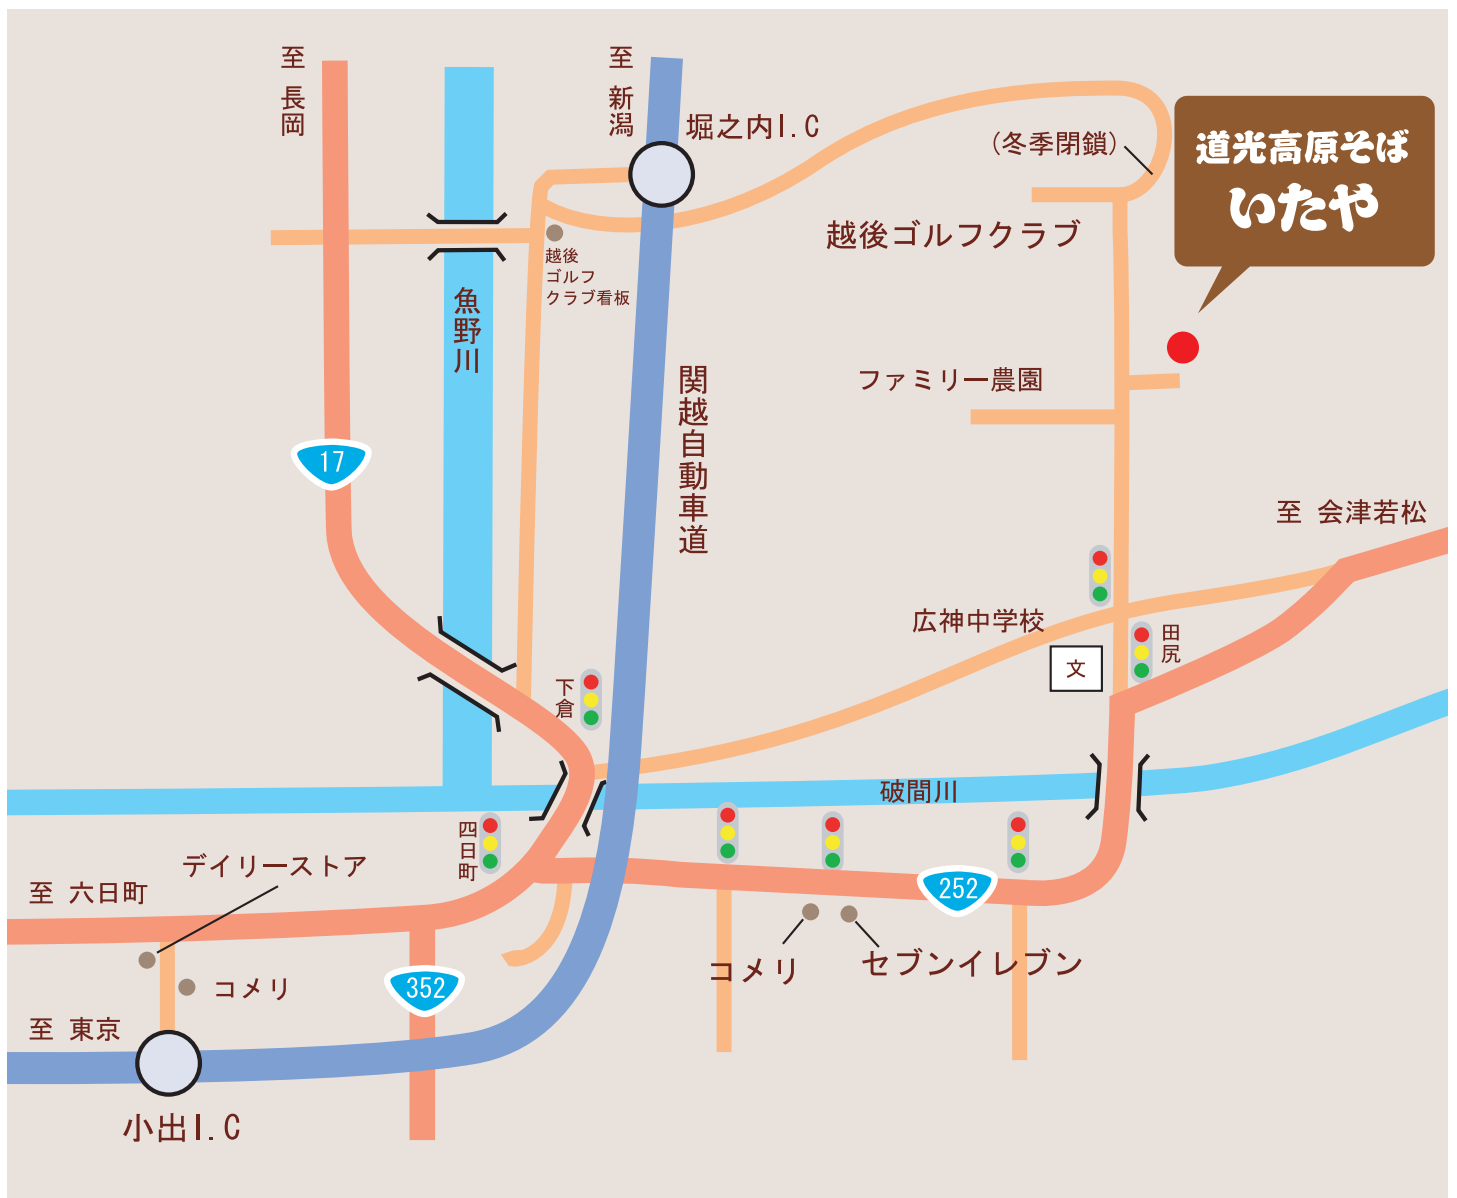 至 長岡
至 新潟
堀之内I.C
(冬季閉鎖)
道光高原そば
いたや
越後ゴルフクラブ
越後
ゴルフ
クラブ看板
魚野川
関越自動車道
ファミリー農園
17
至 会津若松
広神中学校
文
田尻
下倉
破間川
四日町
デイリーストア
至 六日町
252
コメリ
セブンイレブン
352
コメリ
至 東京
小出I.C